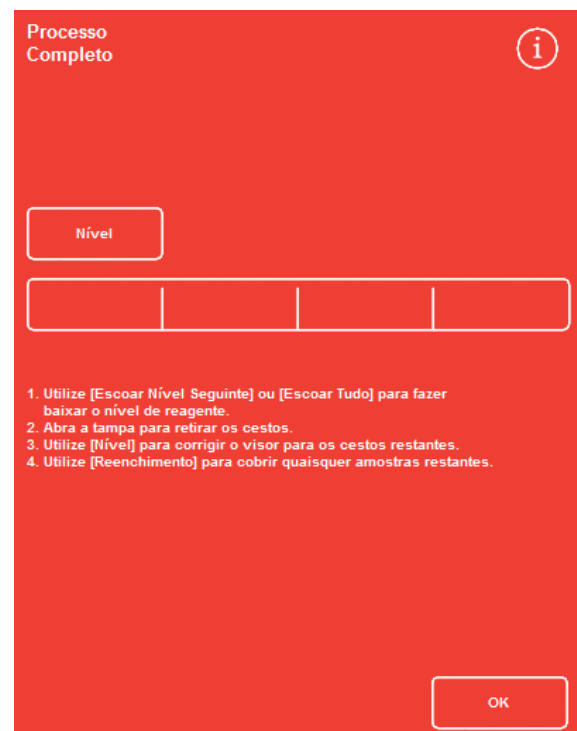 Processo
Completo
i
Nível
1. Utilize [Escoar Nível Seguinte] ou [Escoar Tudo] para fazer
baixar o nível de reagente.
2. Abra a tampa para retirar os cestos.
3. Utilize [Nível] para corrigir o visor para os cestos restantes.
4. Utilize [Reenchimento] para cobrir quaisquer amostras restantes.
OK